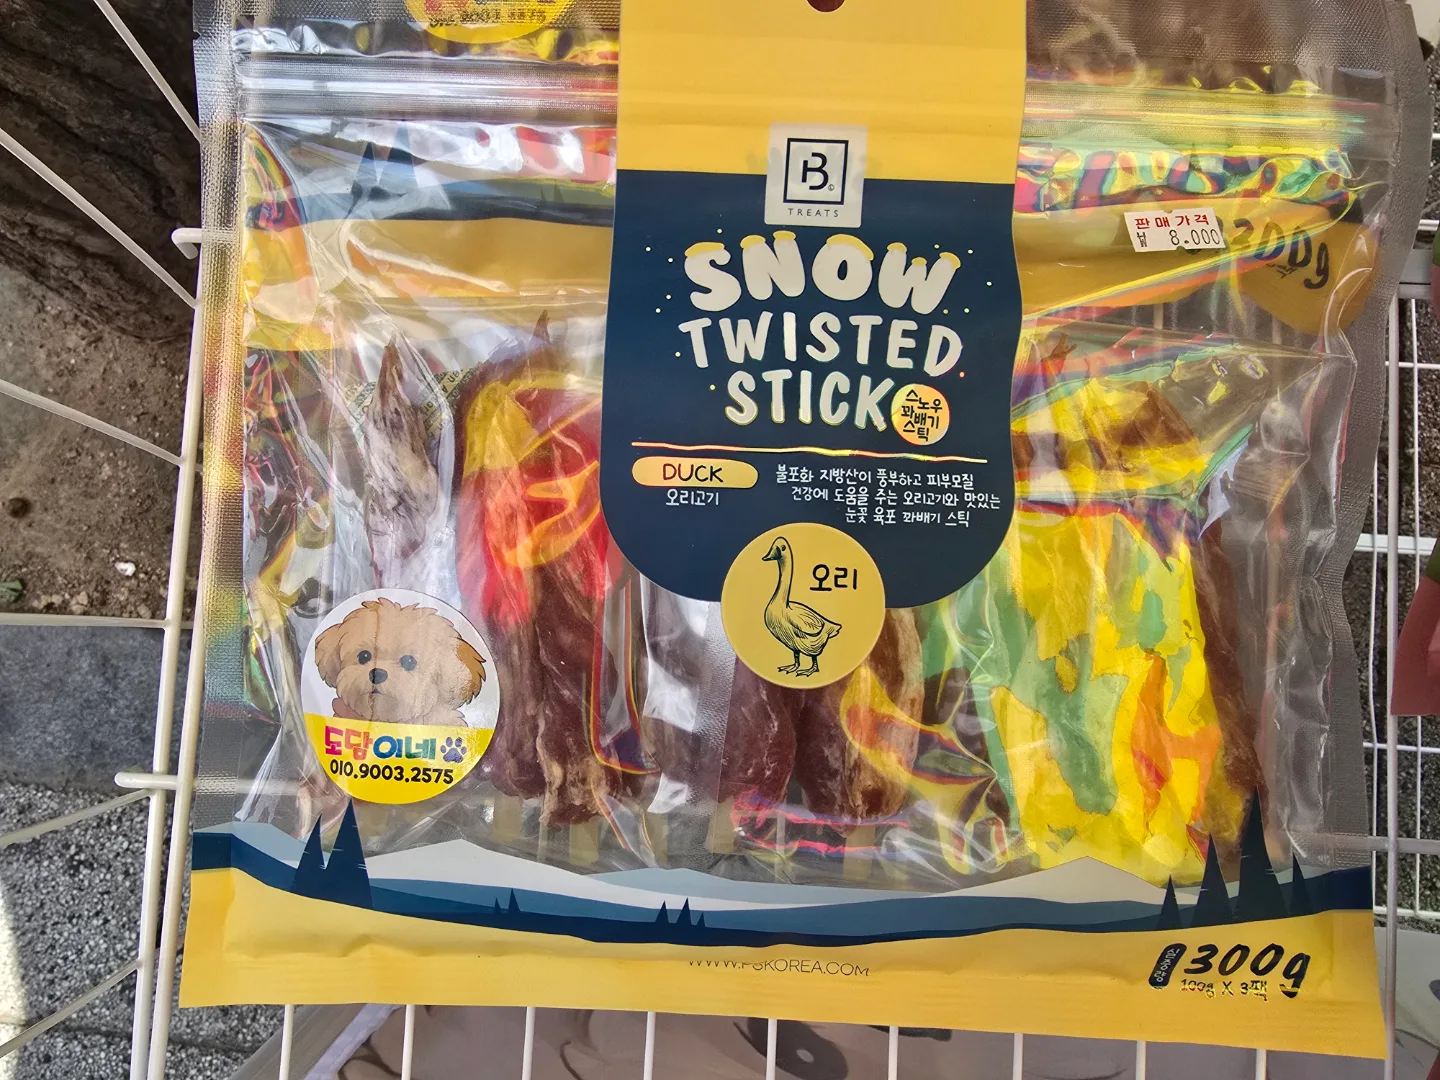 B
TREATS
SNOW
TWISTED
STICK
스노우
꽈배기
스틱
DUCK
오리고기
불포화 지방산이 풍부하고 피부모질
건강에 도움을 주는 오리고기와 맛있는
눈꽃 육포 꽈배기 스틱
오리
판매가격
₩ 8.000
300g
도담이네
010.9003.2575
300g
100g X 3팩